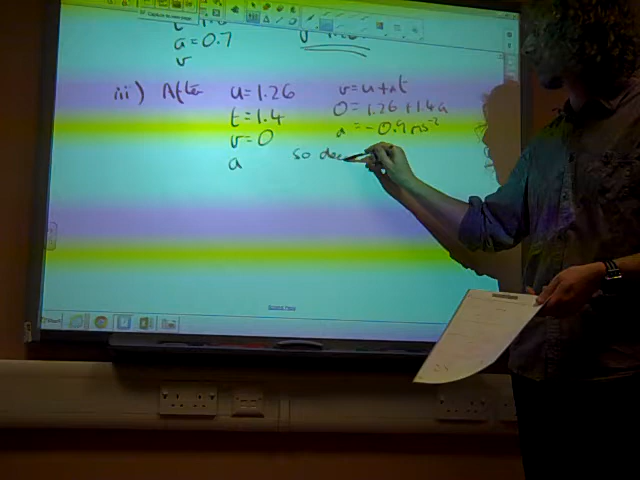 a = 0.7
v
iii) After u = 1.26 v = u + at
t = 1.4 0 = 1.26 + 1.4a
v = 0 a = -0.9 ms⁻²
a so dec